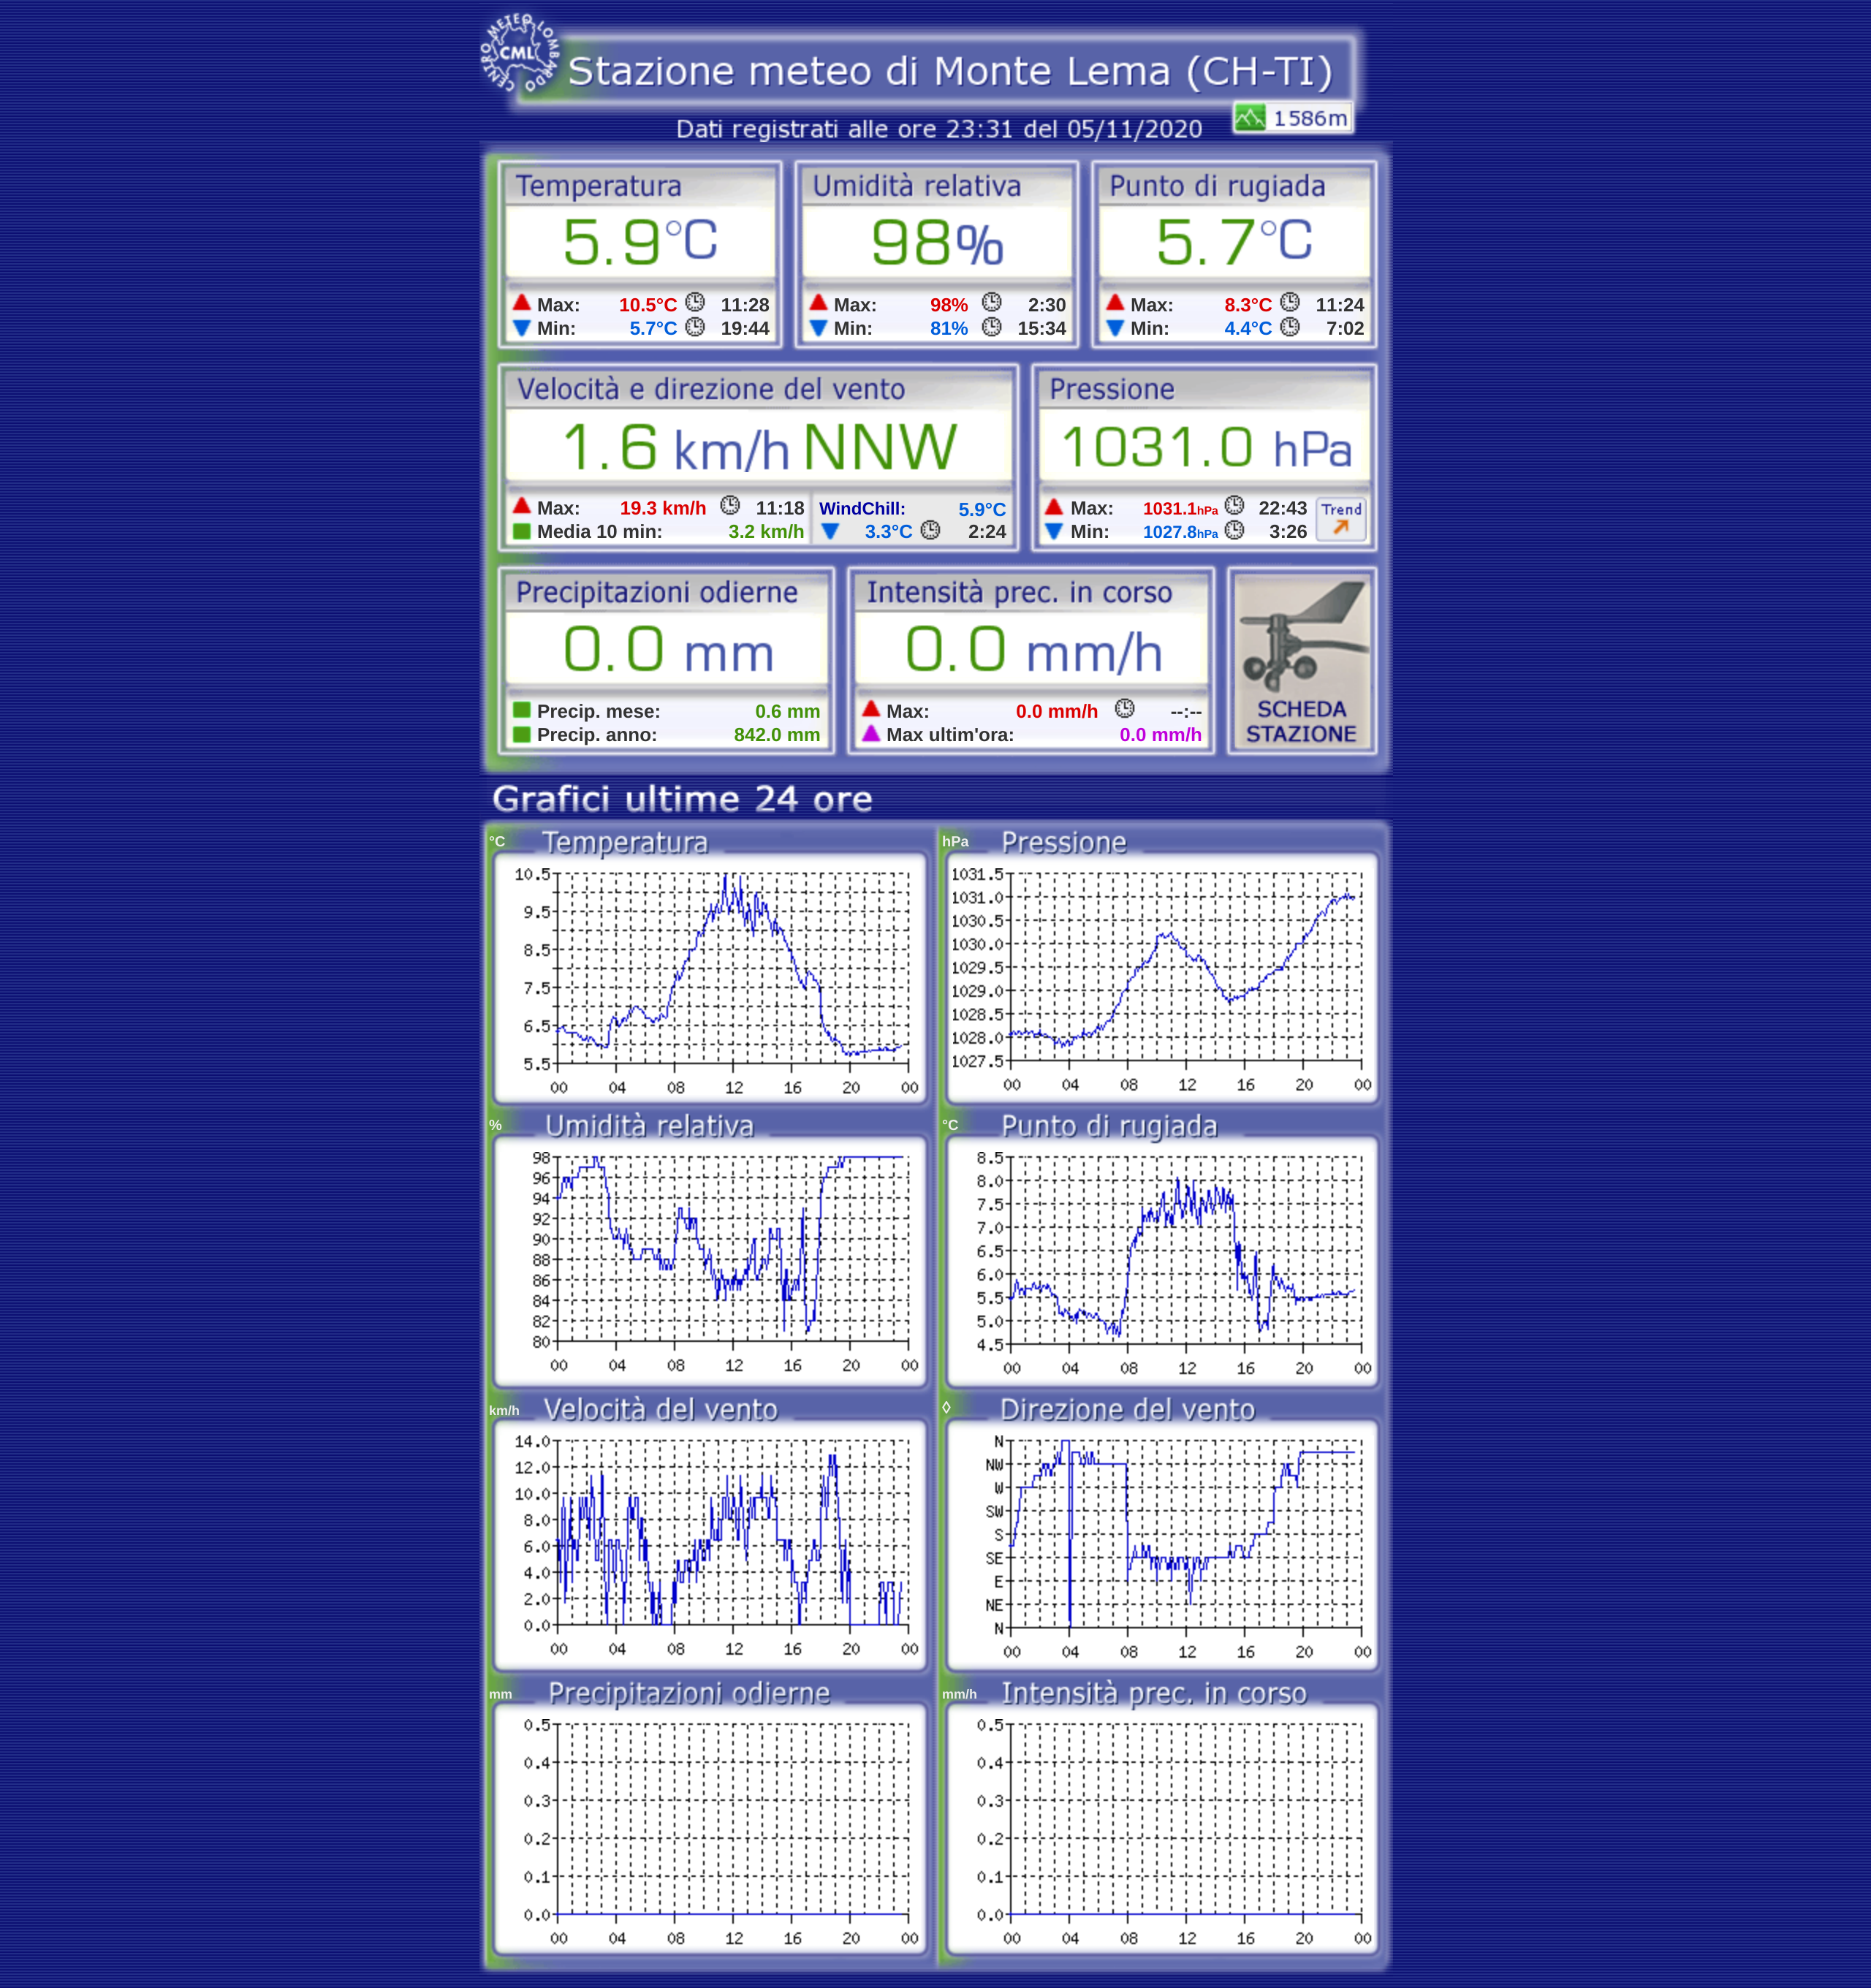 CENTRO METEO LOMBARDO
CML
Stazione meteo di Monte Lema (CH-TI)
1586m
Dati registrati alle ore 23:31 del 05/11/2020
Temperatura
5.9°C
Max: 10.5°C 11:28
Min: 5.7°C 19:44
Umidità relativa
98%
Max: 98% 2:30
Min: 81% 15:34
Punto di rugiada
5.7°C
Max: 8.3°C 11:24
Min: 4.4°C 7:02
Velocità e direzione del vento
1.6 km/h NNW
Max: 19.3 km/h 11:18
Media 10 min: 3.2 km/h
WindChill: 5.9°C
3.3°C 2:24
Pressione
1031.0 hPa
Max: 1031.1hPa 22:43
Min: 1027.8hPa 3:26
Trend
Precipitazioni odierne
0.0 mm
Precip. mese: 0.6 mm
Precip. anno: 842.0 mm
Intensità prec. in corso
0.0 mm/h
Max: 0.0 mm/h --:--
Max ultim'ora: 0.0 mm/h
SCHEDA
STAZIONE
Grafici ultime 24 ore
°C Temperatura
10.5
9.5
8.5
7.5
6.5
5.5
00 04 08 12 16 20 00
hPa Pressione
1031.5
1031.0
1030.5
1030.0
1029.5
1029.0
1028.5
1028.0
1027.5
00 04 08 12 16 20 00
% Umidità relativa
98
96
94
92
90
88
86
84
82
80
00 04 08 12 16 20 00
°C Punto di rugiada
8.5
8.0
7.5
7.0
6.5
6.0
5.5
5.0
4.5
00 04 08 12 16 20 00
km/h Velocità del vento
14.0
12.0
10.0
8.0
6.0
4.0
2.0
0.0
00 04 08 12 16 20 00
◊ Direzione del vento
N
NW
W
SW
S
SE
E
NE
N
00 04 08 12 16 20 00
mm Precipitazioni odierne
0.5
0.4
0.3
0.2
0.1
0.0
00 04 08 12 16 20 00
mm/h Intensità prec. in corso
0.5
0.4
0.3
0.2
0.1
0.0
00 04 08 12 16 20 00